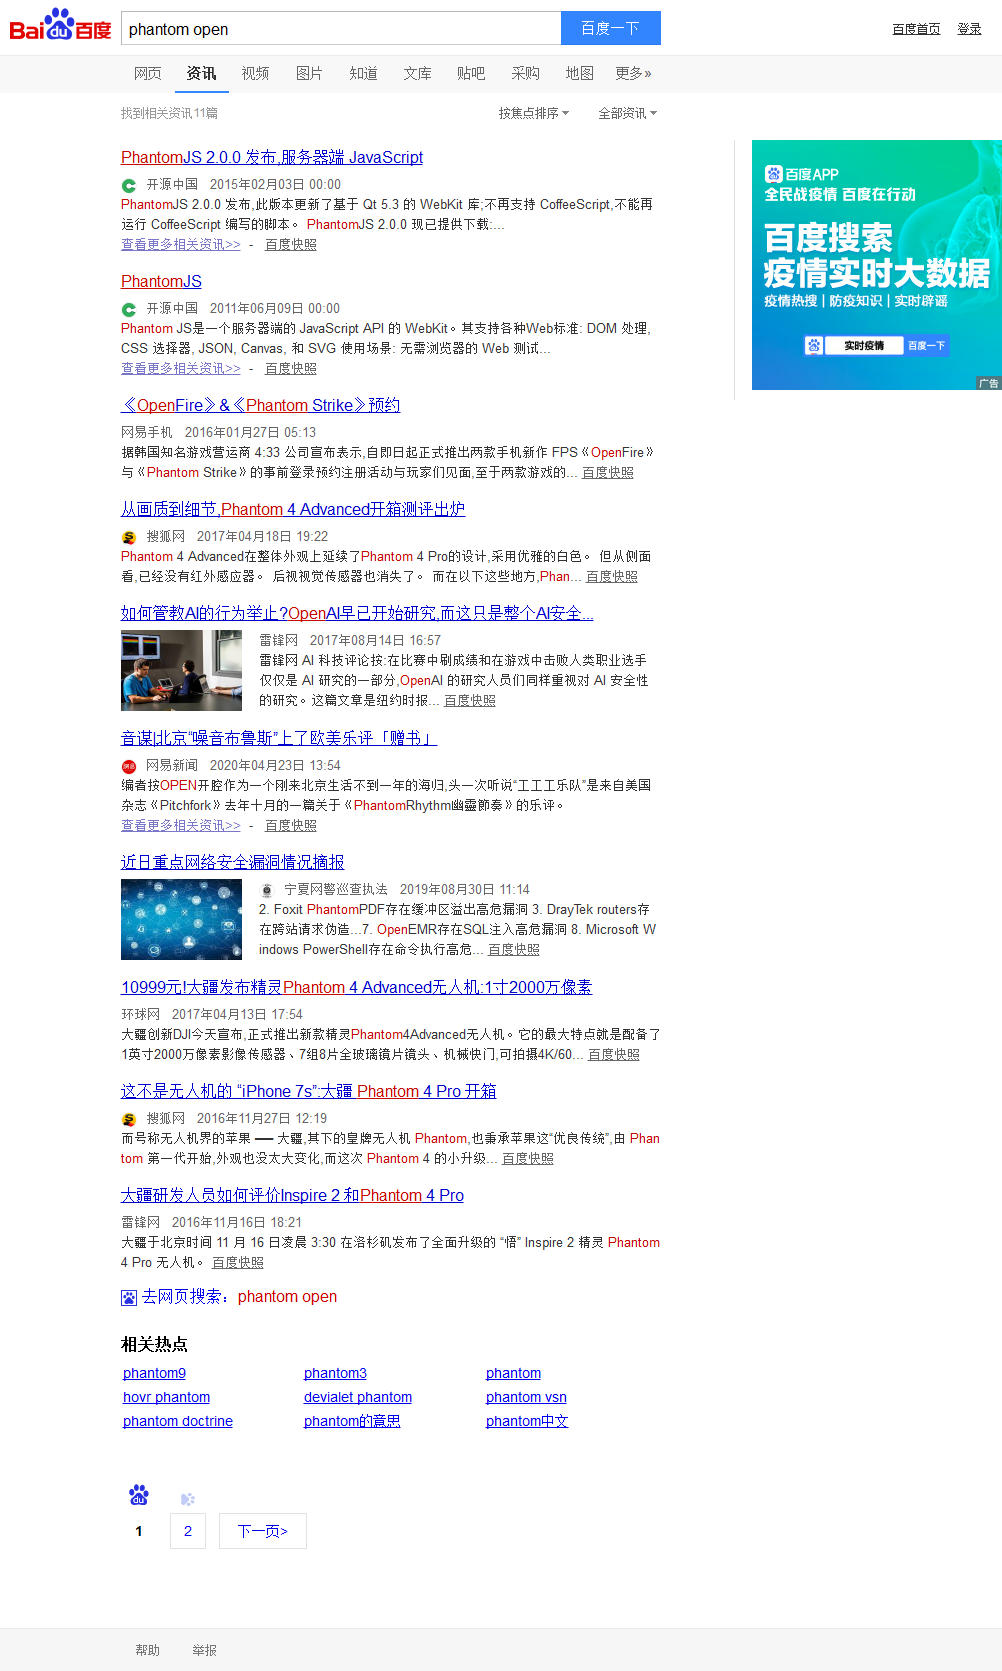 Bai du 百度
phantom open
百度一下
百度首页 登录
网页 资讯 视频 图片 知道 文库 贴吧 采购 地图 更多»
找到相关资讯11篇 按焦点排序 全部资讯
PhantomJS 2.0.0 发布,服务器端 JavaScript
开源中国 2015年02月03日 00:00
PhantomJS 2.0.0 发布,此版本更新了基于 Qt 5.3 的 WebKit 库;不再支持 CoffeeScript,不能再
运行 CoffeeScript 编写的脚本。 PhantomJS 2.0.0 现已提供下载:...
查看更多相关资讯>> - 百度快照
PhantomJS
开源中国 2011年06月09日 00:00
Phantom JS是一个服务器端的 JavaScript API 的 WebKit。其支持各种Web标准: DOM 处理,
CSS 选择器, JSON, Canvas, 和 SVG 使用场景: 无需浏览器的 Web 测试...
查看更多相关资讯>> - 百度快照
《OpenFire》&《Phantom Strike》预约
网易手机 2016年01月27日 05:13
据韩国知名游戏营运商 4:33 公司宣布表示,自即日起正式推出两款手机新作 FPS《OpenFire》
与《Phantom Strike》的事前登录预约注册活动与玩家们见面,至于两款游戏的... 百度快照
从画质到细节,Phantom 4 Advanced开箱测评出炉
搜狐网 2017年04月18日 19:22
Phantom 4 Advanced在整体外观上延续了Phantom 4 Pro的设计,采用优雅的白色。 但从侧面
看,已经没有红外感应器。 后视视觉传感器也消失了。 而在以下这些地方,Phan... 百度快照
如何管教AI的行为举止?OpenAI早已开始研究,而这只是整个AI安全...
雷锋网 2017年08月14日 16:57
雷锋网 AI 科技评论按:在比赛中刷成绩和在游戏中击败人类职业选手
仅仅是 AI 研究的一部分,OpenAI 的研究人员们同样重视对 AI 安全性
的研究。这篇文章是纽约时报... 百度快照
音谋|北京“噪音布鲁斯”上了欧美乐评「赠书」
网易新闻 2020年04月23日 13:54
编者按OPEN开腔作为一个刚来北京生活不到一年的海归,头一次听说“工工工乐队”是来自美国
杂志《Pitchfork》去年十月的一篇关于《PhantomRhythm幽靈節奏》的乐评。
查看更多相关资讯>> - 百度快照
近日重点网络安全漏洞情况摘报
宁夏网警巡查执法 2019年08月30日 11:14
2. Foxit PhantomPDF存在缓冲区溢出高危漏洞 3. DrayTek routers存
在跨站请求伪造...7. OpenEMR存在SQL注入高危漏洞 8. Microsoft W
indows PowerShell存在命令执行高危... 百度快照
10999元!大疆发布精灵Phantom 4 Advanced无人机:1寸2000万像素
环球网 2017年04月13日 17:54
大疆创新DJI今天宣布,正式推出新款精灵Phantom4Advanced无人机。它的最大特点就是配备了
1英寸2000万像素影像传感器、7组8片全玻璃镜片镜头、机械快门,可拍摄4K/60... 百度快照
这不是无人机的 “iPhone 7s”:大疆 Phantom 4 Pro 开箱
搜狐网 2016年11月27日 12:19
而号称无人机界的苹果 —— 大疆,其下的皇牌无人机 Phantom,也秉承苹果这“优良传统”,由 Phan
tom 第一代开始,外观也没太大变化,而这次 Phantom 4 的小升级... 百度快照
大疆研发人员如何评价Inspire 2 和Phantom 4 Pro
雷锋网 2016年11月16日 18:21
大疆于北京时间 11 月 16 日凌晨 3:30 在洛杉矶发布了全面升级的 “悟” Inspire 2 精灵 Phantom
4 Pro 无人机。 百度快照
去网页搜索：phantom open
相关热点
phantom9 phantom3 phantom
hovr phantom devialet phantom phantom vsn
phantom doctrine phantom的意思 phantom中文
1 2 下一页>
帮助 举报
百度APP
全民战疫情 百度在行动
百度搜索
疫情实时大数据
疫情热搜 | 防疫知识 | 实时辟谣
实时疫情 百度一下
广告